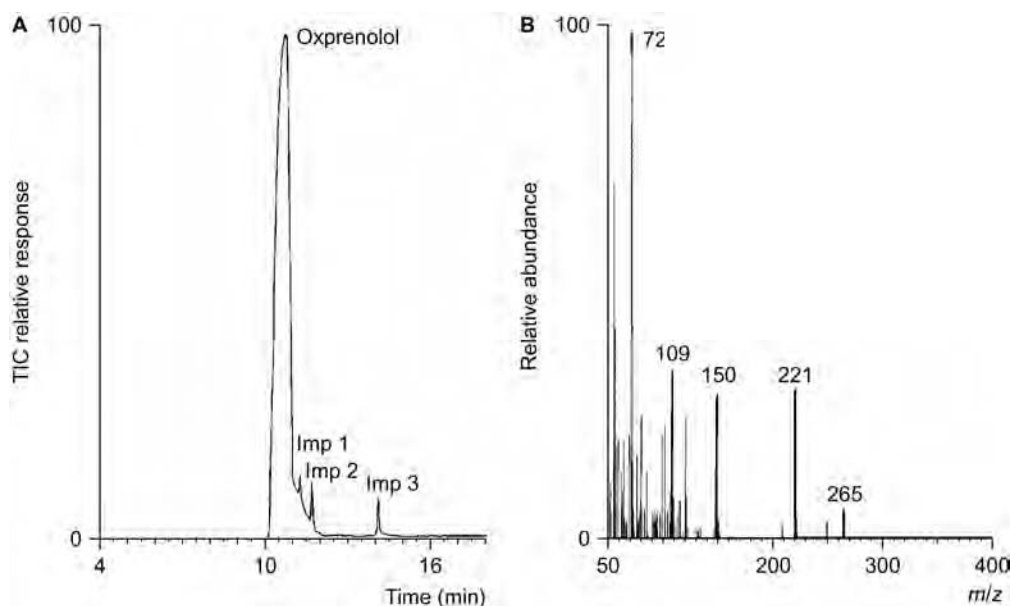 A
100
TIC relative response
Oxprenolol
Imp 1
Imp 2
Imp 3
0
4
10
16
Time (min)
B
100
Relative abundance
72
109
150
221
265
0
50
200
300
400
m/z